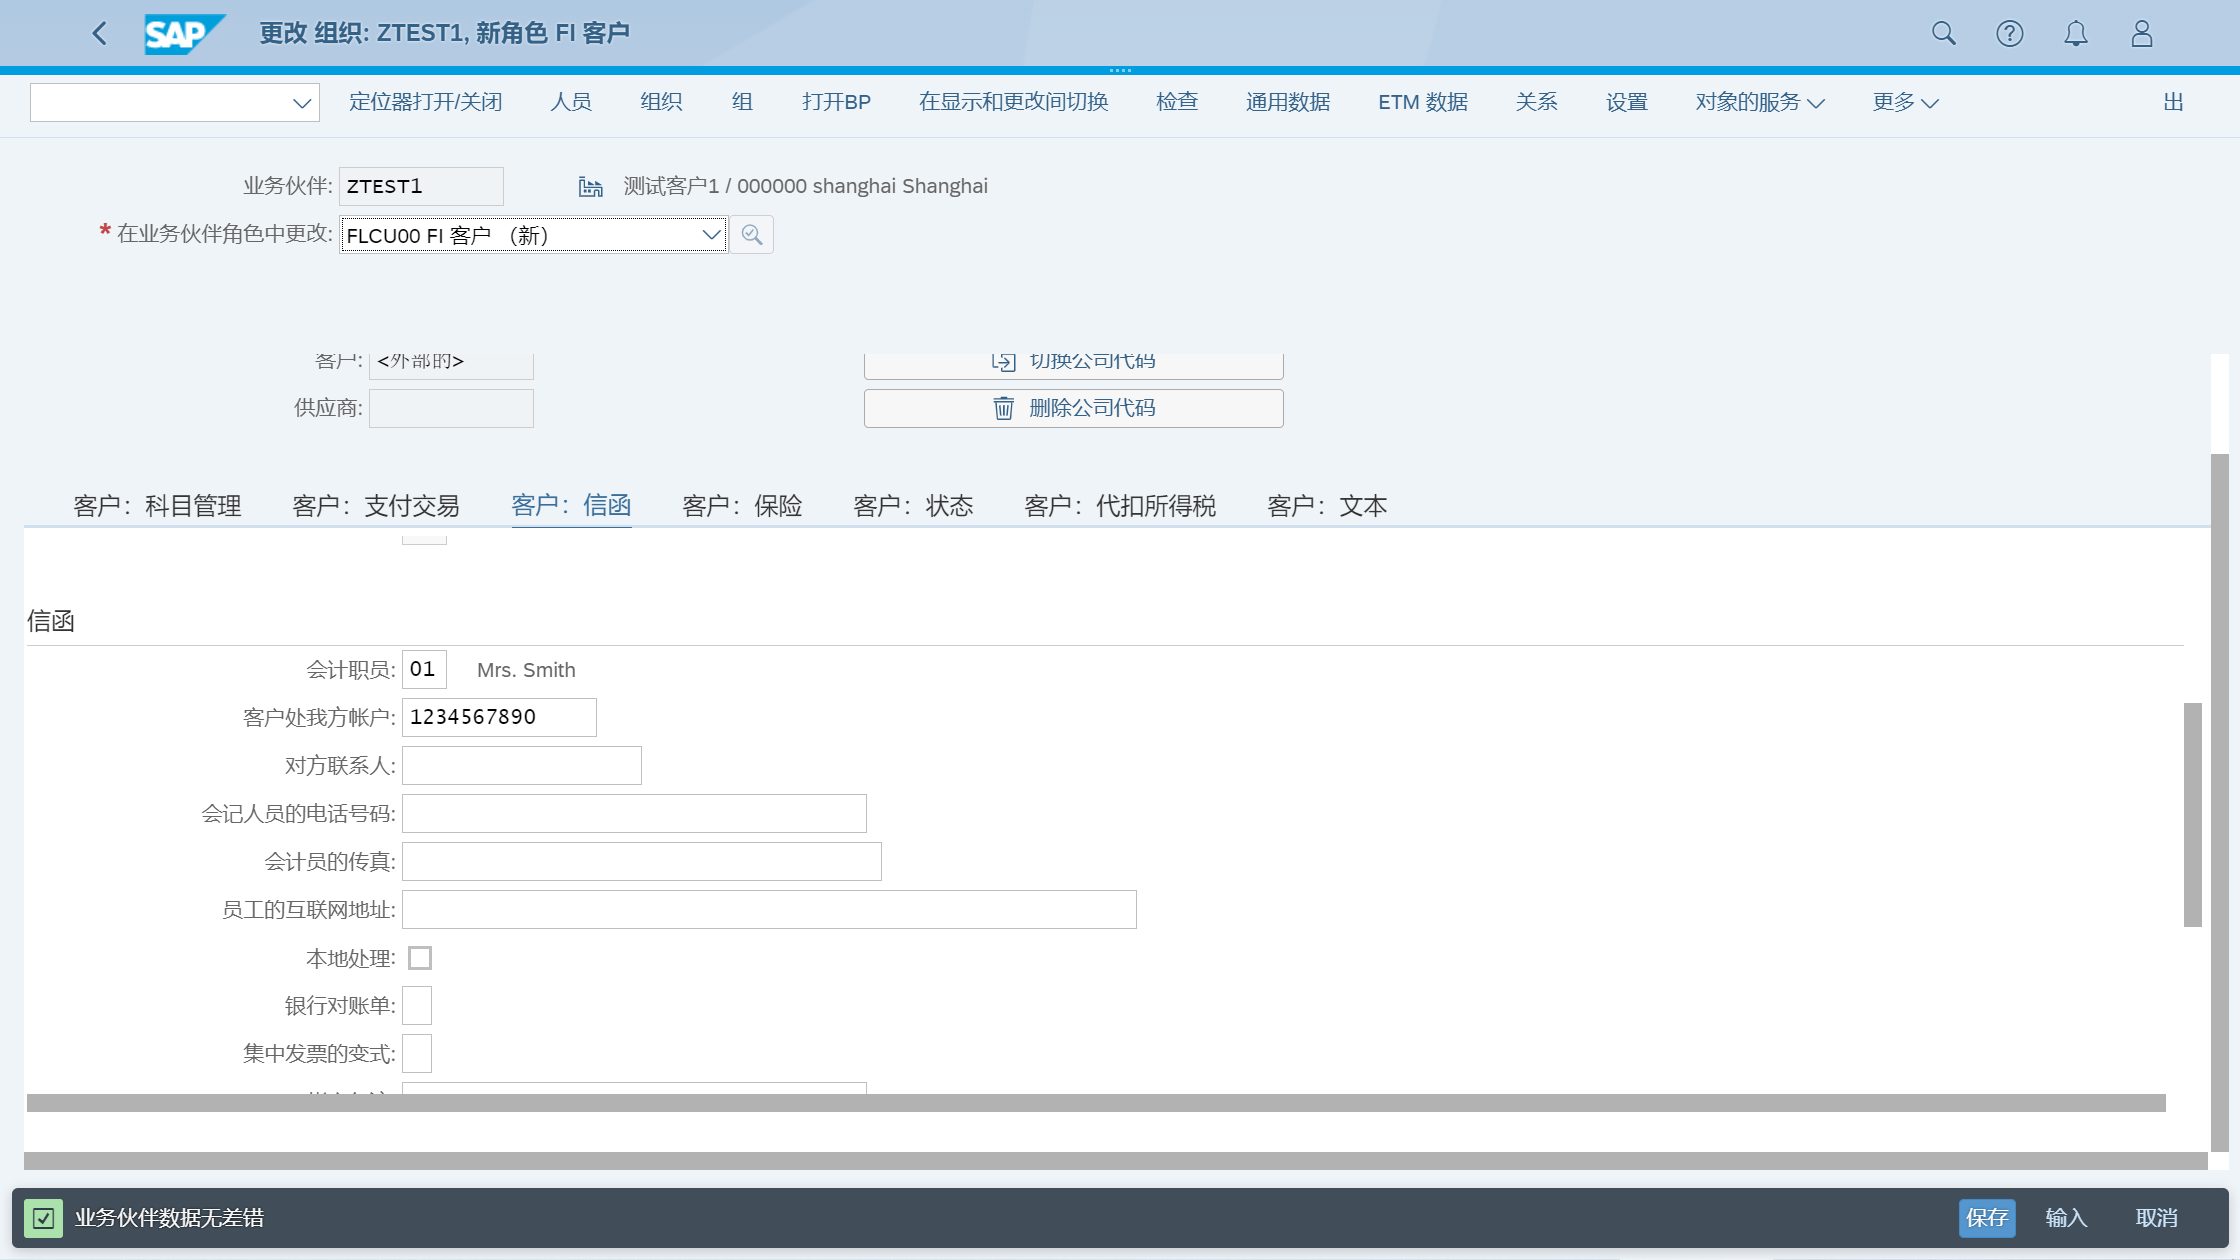 SAP 更改 组织: ZTEST1, 新角色 FI 客户
定位器打开/关闭 人员 组织 组 打开BP 在显示和更改间切换 检查 通用数据 ETM 数据 关系 设置 对象的服务 更多 出
业务伙伴: ZTEST1 测试客户1 / 000000 shanghai Shanghai
* 在业务伙伴角色中更改: FLCU00 FI 客户 （新）
客户: <外部的> 切换公司代码
供应商: 删除公司代码
客户：科目管理 客户：支付交易 客户：信函 客户：保险 客户：状态 客户：代扣所得税 客户：文本
信函
会计职员: 01 Mrs. Smith
客户处我方帐户: 1234567890
对方联系人:
会记人员的电话号码:
会计员的传真:
员工的互联网地址:
本地处理:
银行对账单:
集中发票的变式:
业务伙伴数据无差错 保存 输入 取消